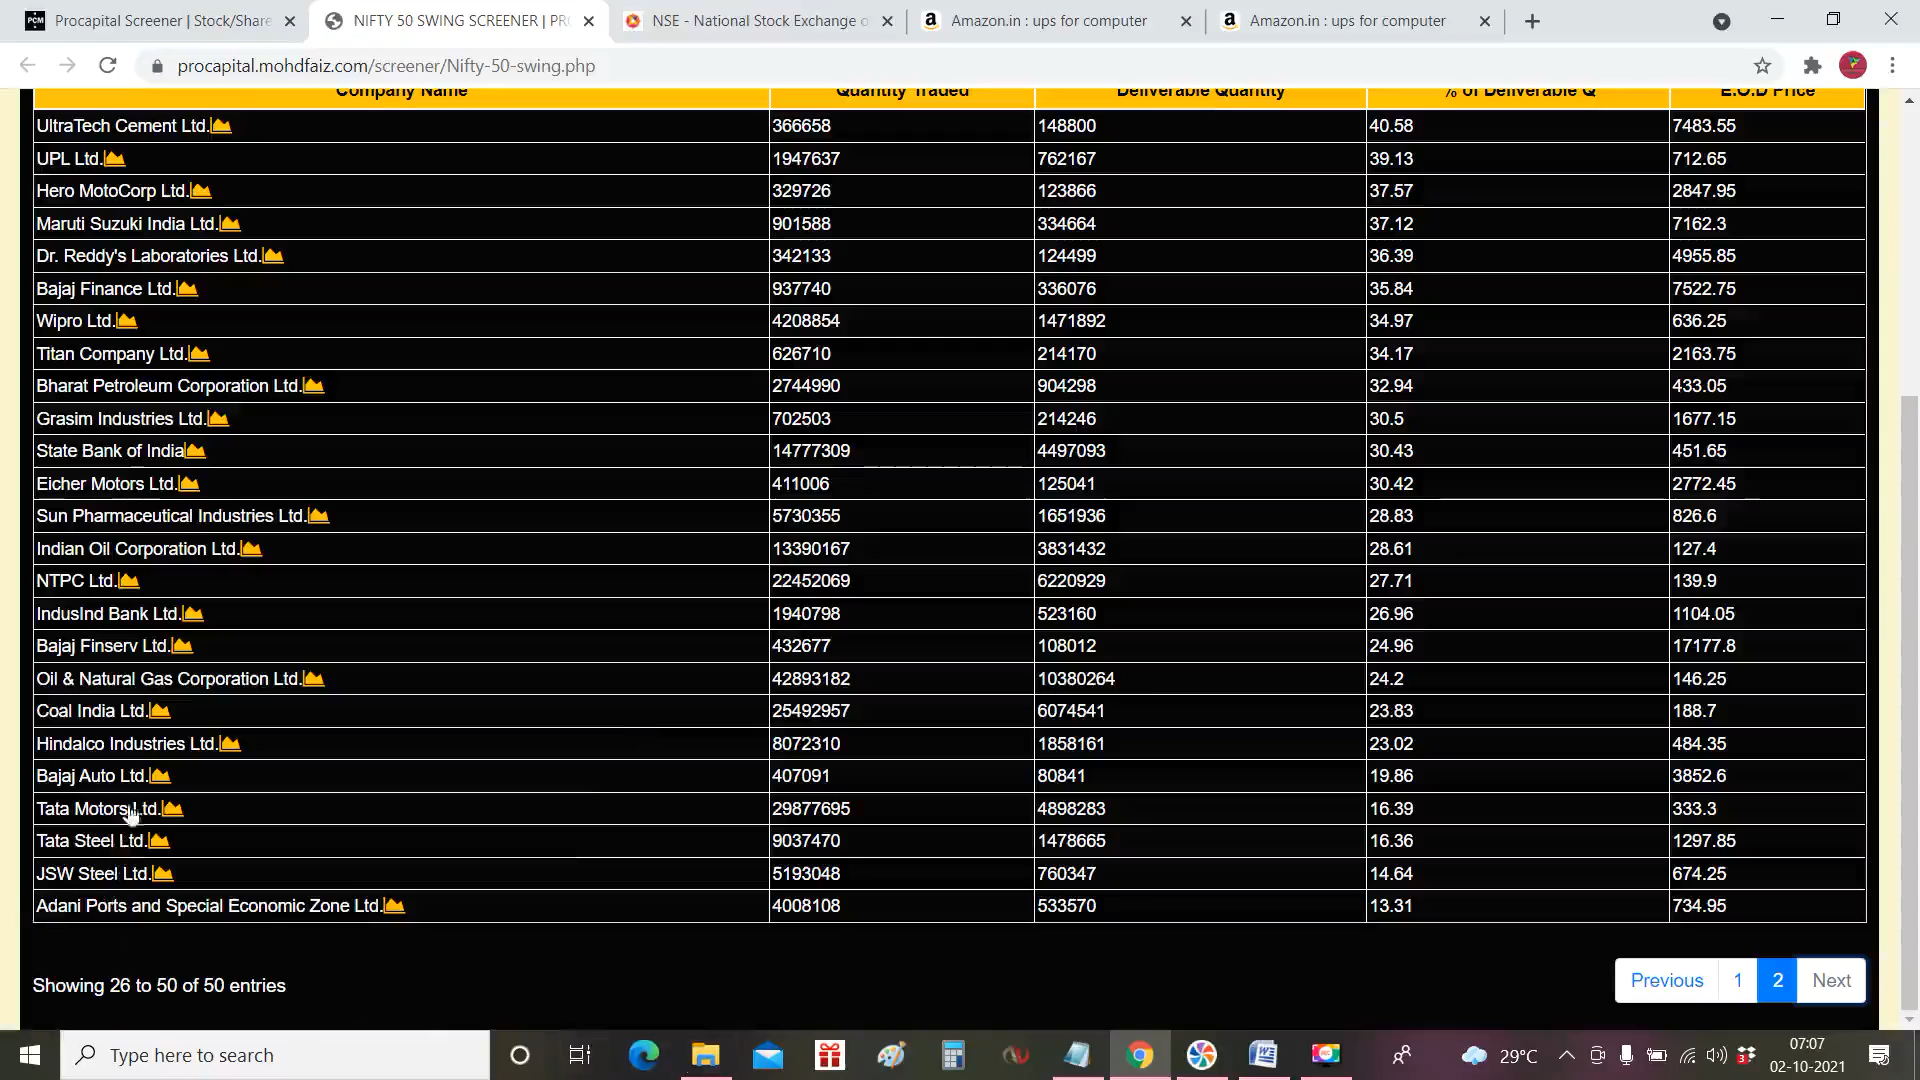 Procapital Screener | Stock/Share
NIFTY 50 SWING SCREENER | PR
NSE - National Stock Exchange o
Amazon.in : ups for computer
Amazon.in : ups for computer
procapital.mohdfaiz.com/screener/Nifty-50-swing.php
Company Name Quantity Traded Deliverable Quantity % of Deliverable Q E.O.D Price
UltraTech Cement Ltd. 366658 148800 40.58 7483.55
UPL Ltd. 1947637 762167 39.13 712.65
Hero MotoCorp Ltd. 329726 123866 37.57 2847.95
Maruti Suzuki India Ltd. 901588 334664 37.12 7162.3
Dr. Reddy's Laboratories Ltd. 342133 124499 36.39 4955.85
Bajaj Finance Ltd. 937740 336076 35.84 7522.75
Wipro Ltd. 4208854 1471892 34.97 636.25
Titan Company Ltd. 626710 214170 34.17 2163.75
Bharat Petroleum Corporation Ltd. 2744990 904298 32.94 433.05
Grasim Industries Ltd. 702503 214246 30.5 1677.15
State Bank of India 14777309 4497093 30.43 451.65
Eicher Motors Ltd. 411006 125041 30.42 2772.45
Sun Pharmaceutical Industries Ltd. 5730355 1651936 28.83 826.6
Indian Oil Corporation Ltd. 13390167 3831432 28.61 127.4
NTPC Ltd. 22452069 6220929 27.71 139.9
IndusInd Bank Ltd. 1940798 523160 26.96 1104.05
Bajaj Finserv Ltd. 432677 108012 24.96 17177.8
Oil & Natural Gas Corporation Ltd. 42893182 10380264 24.2 146.25
Coal India Ltd. 25492957 6074541 23.83 188.7
Hindalco Industries Ltd. 8072310 1858161 23.02 484.35
Bajaj Auto Ltd. 407091 80841 19.86 3852.6
Tata Motors Ltd. 29877695 4898283 16.39 333.3
Tata Steel Ltd. 9037470 1478665 16.36 1297.85
JSW Steel Ltd. 5193048 760347 14.64 674.25
Adani Ports and Special Economic Zone Ltd. 4008108 533570 13.31 734.95
Showing 26 to 50 of 50 entries
Previous 1 2 Next
Type here to search
29°C
07:07
02-10-2021